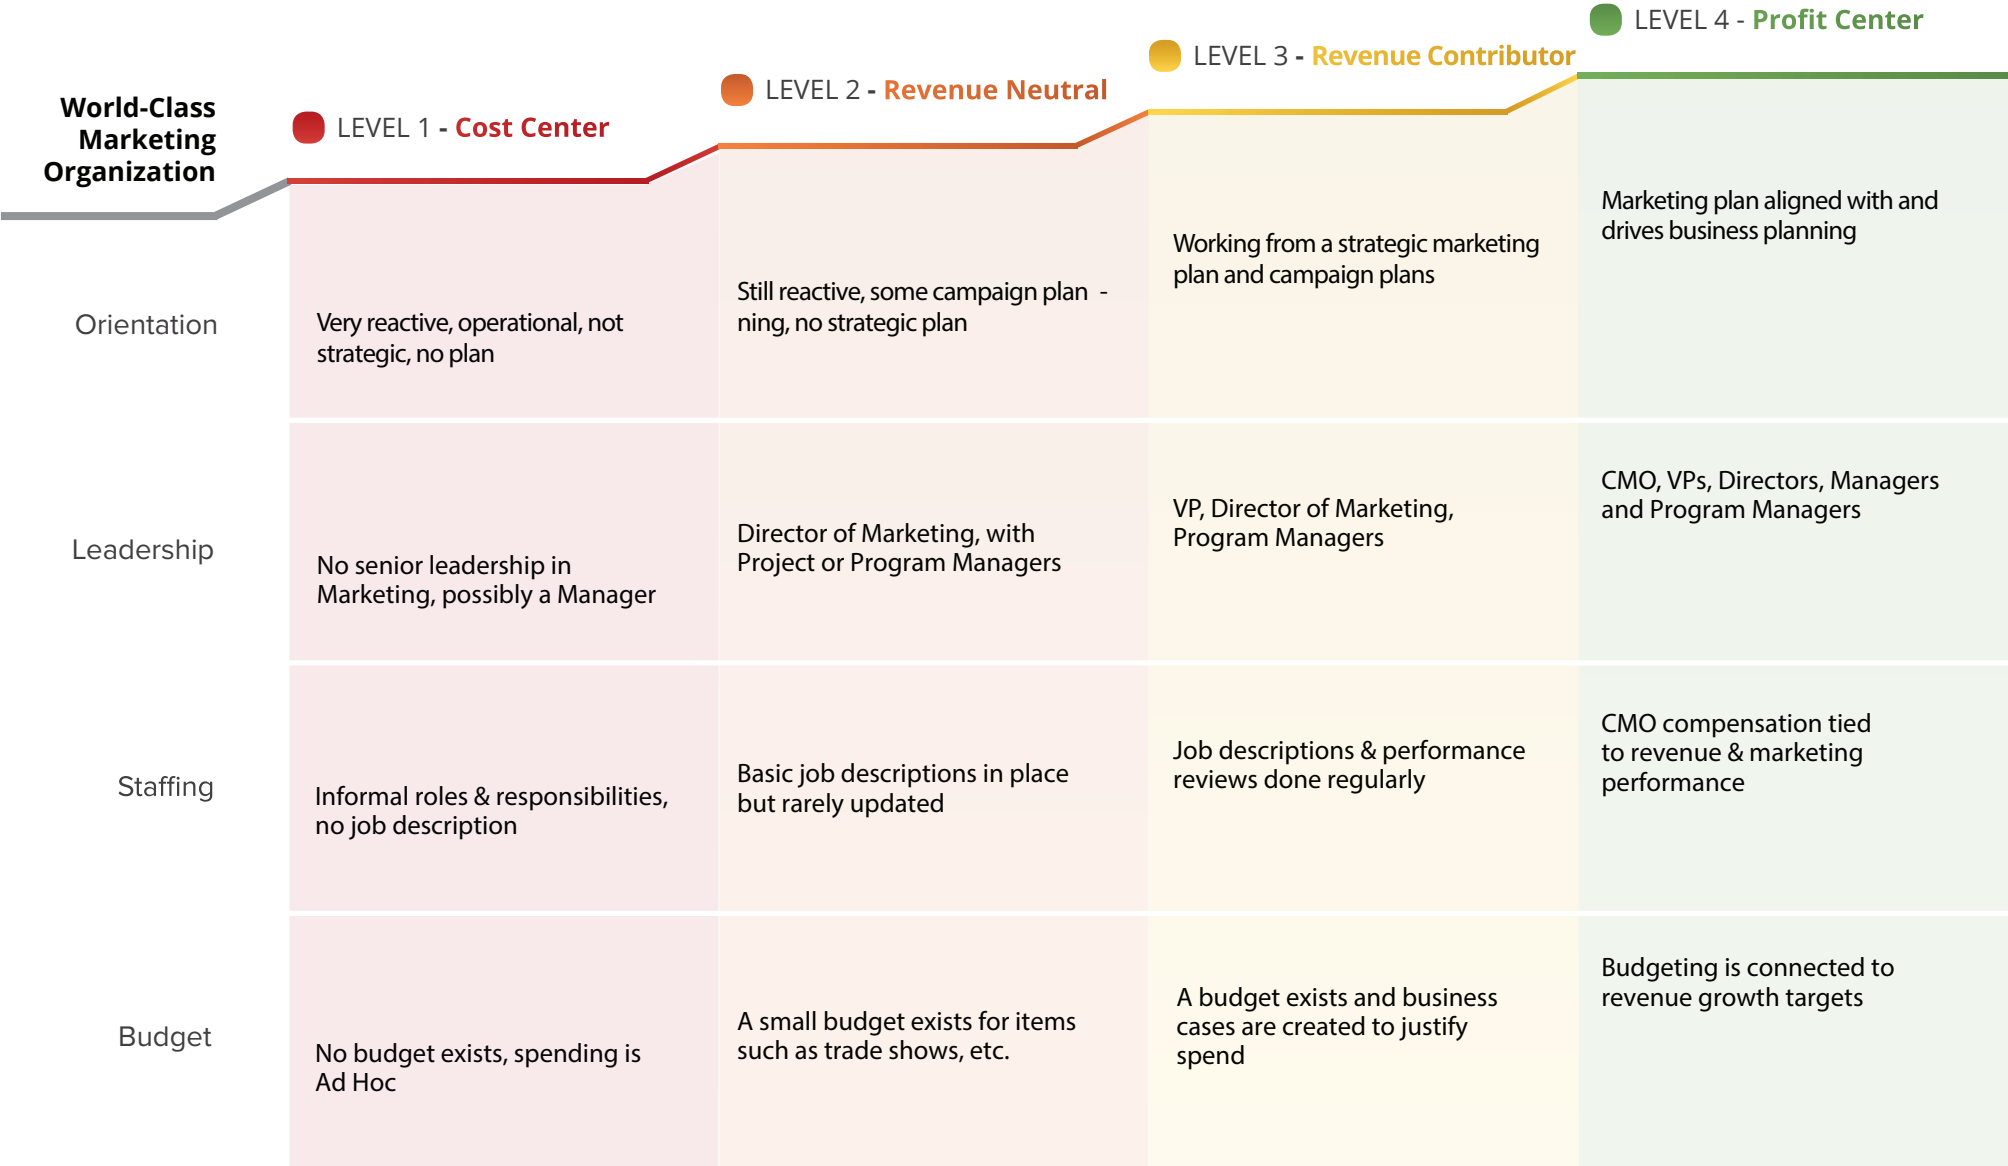 World-Class
Marketing
Organization
LEVEL 1 - Cost Center
LEVEL 2 - Revenue Neutral
LEVEL 3 - Revenue Contributor
LEVEL 4 - Profit Center
Orientation
Very reactive, operational, not
strategic, no plan
Still reactive, some campaign plan -
ning, no strategic plan
Working from a strategic marketing
plan and campaign plans
Marketing plan aligned with and
drives business planning
Leadership
No senior leadership in
Marketing, possibly a Manager
Director of Marketing, with
Project or Program Managers
VP, Director of Marketing,
Program Managers
CMO, VPs, Directors, Managers
and Program Managers
Staffing
Informal roles & responsibilities,
no job description
Basic job descriptions in place
but rarely updated
Job descriptions & performance
reviews done regularly
CMO compensation tied
to revenue & marketing
performance
Budget
No budget exists, spending is
Ad Hoc
A small budget exists for items
such as trade shows, etc.
A budget exists and business
cases are created to justify
spend
Budgeting is connected to
revenue growth targets